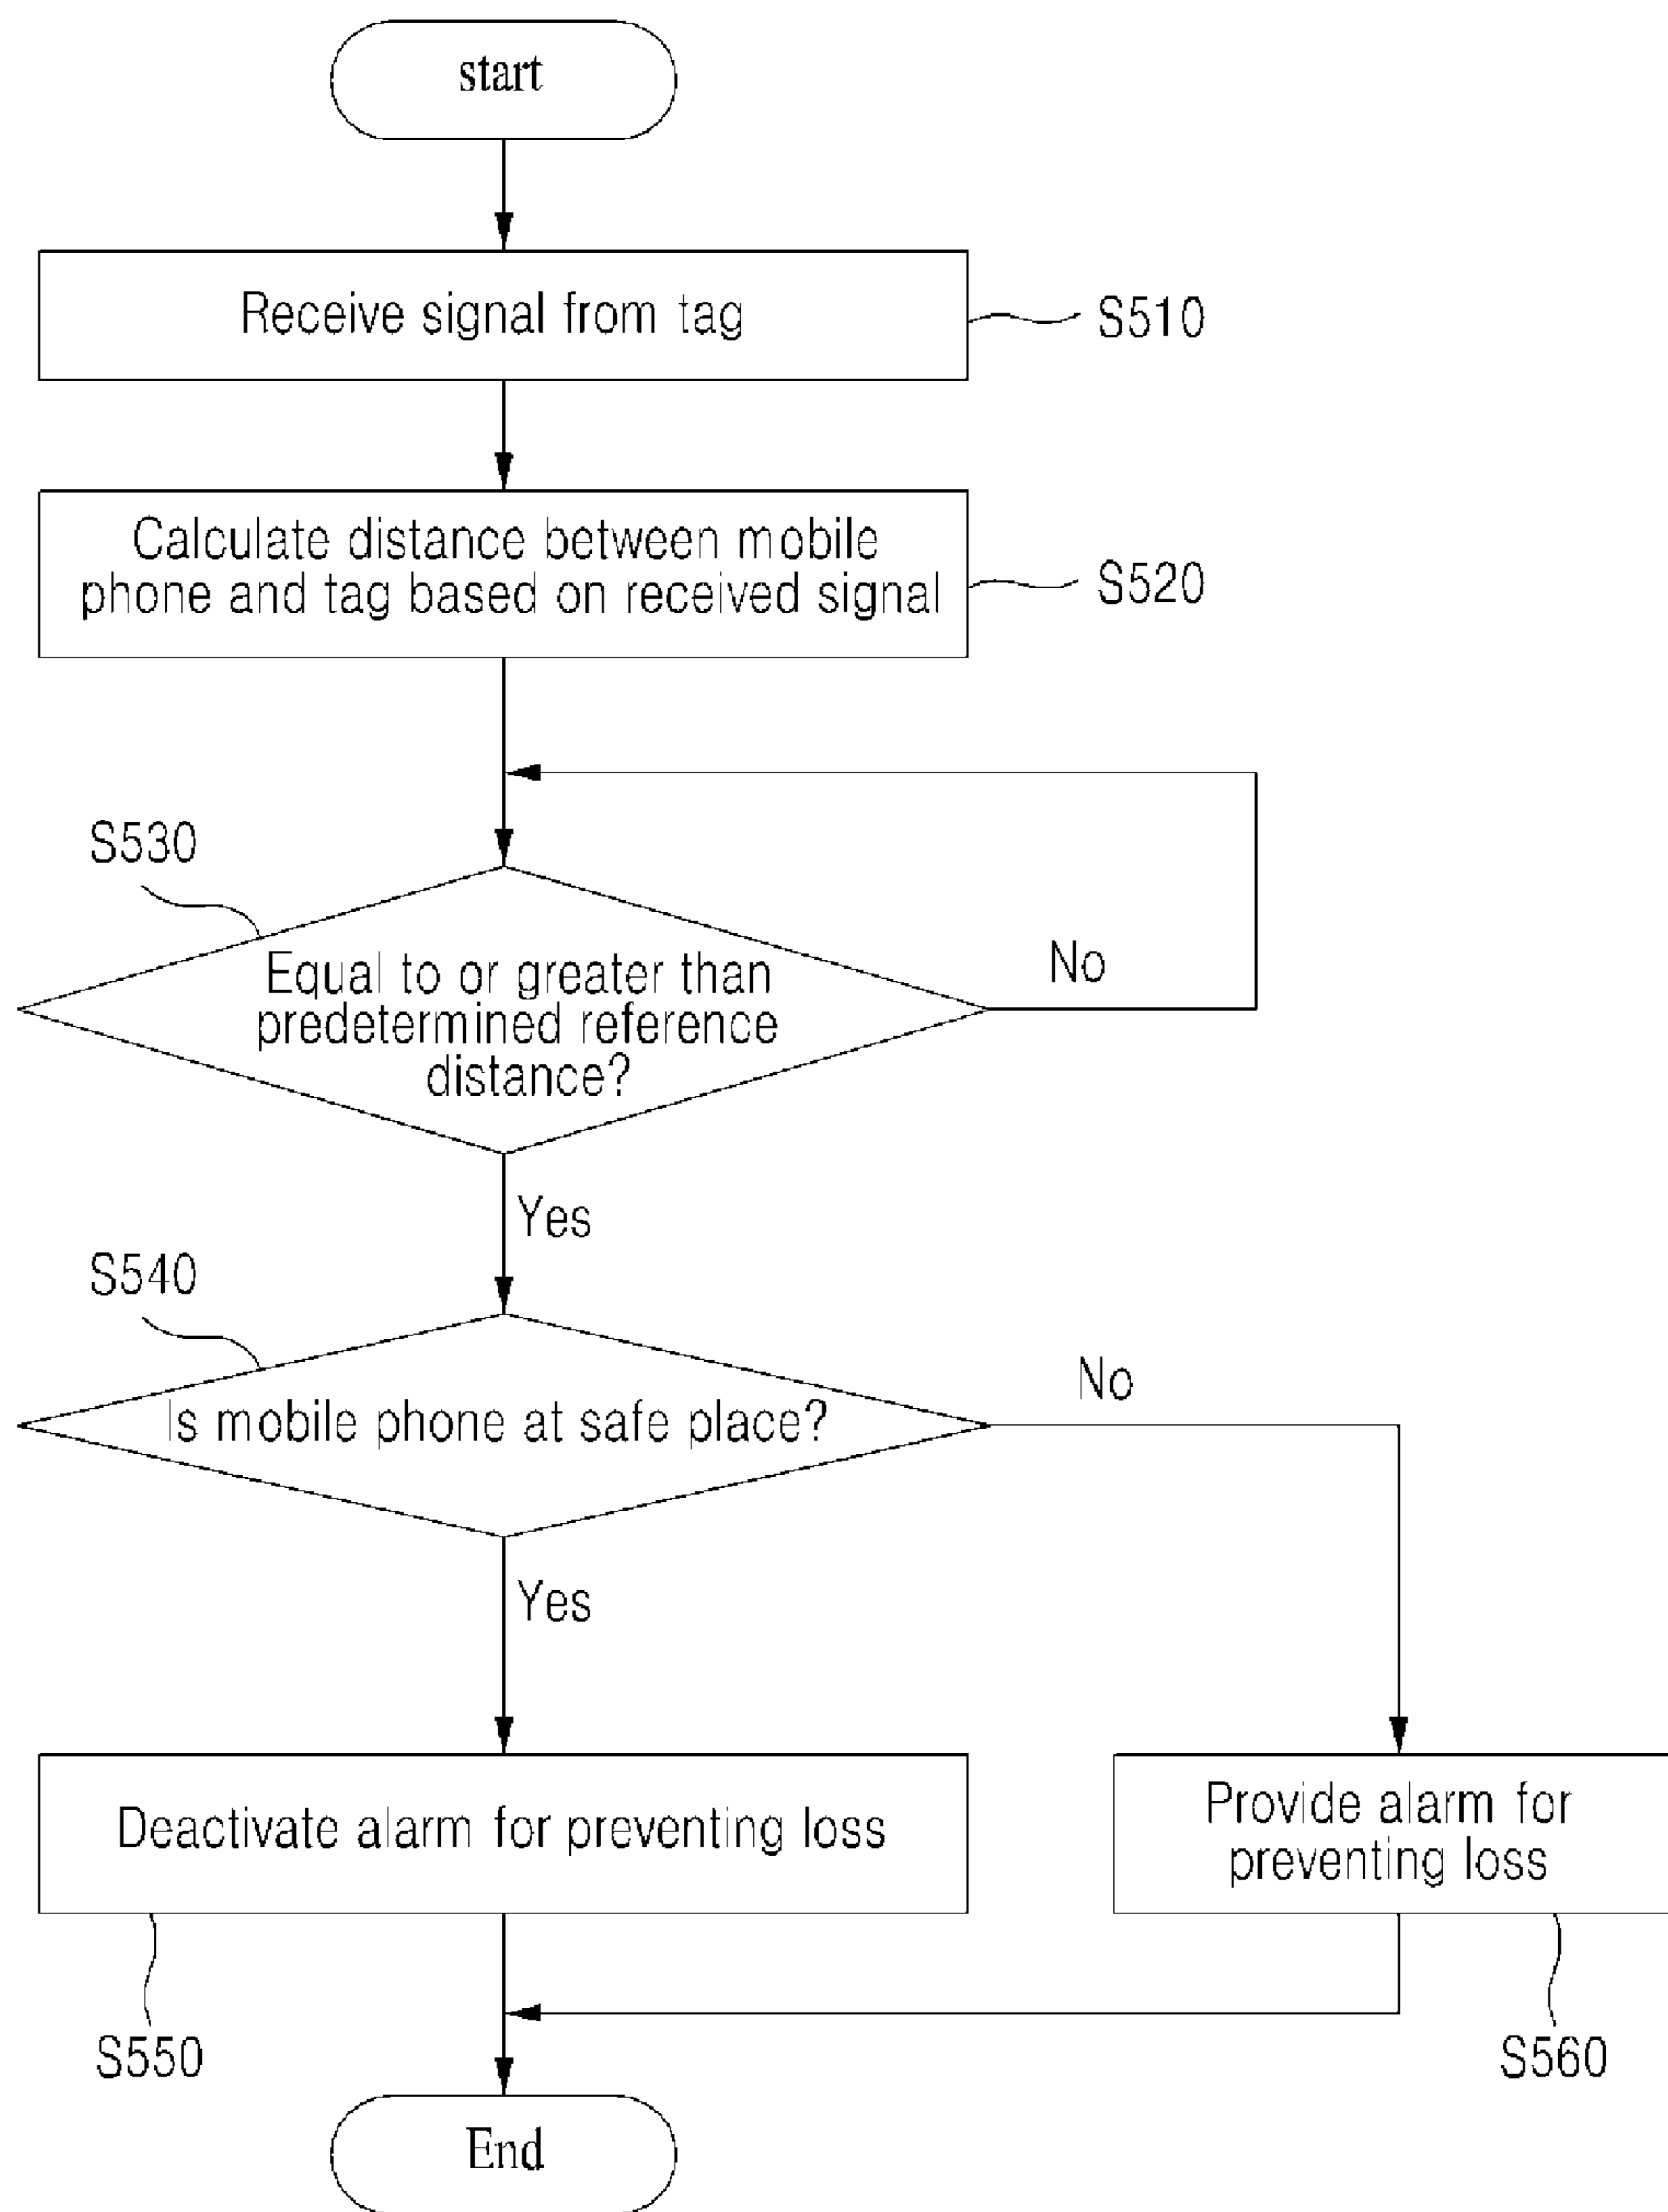 start
Receive signal from tag
S510
Calculate distance between mobile
phone and tag based on received signal
S520
S530
Equal to or greater than
predetermined reference
distance?
No
Yes
S540
Is mobile phone at safe place?
No
Yes
Deactivate alarm for preventing loss
Provide alarm for
preventing loss
S550
S560
End